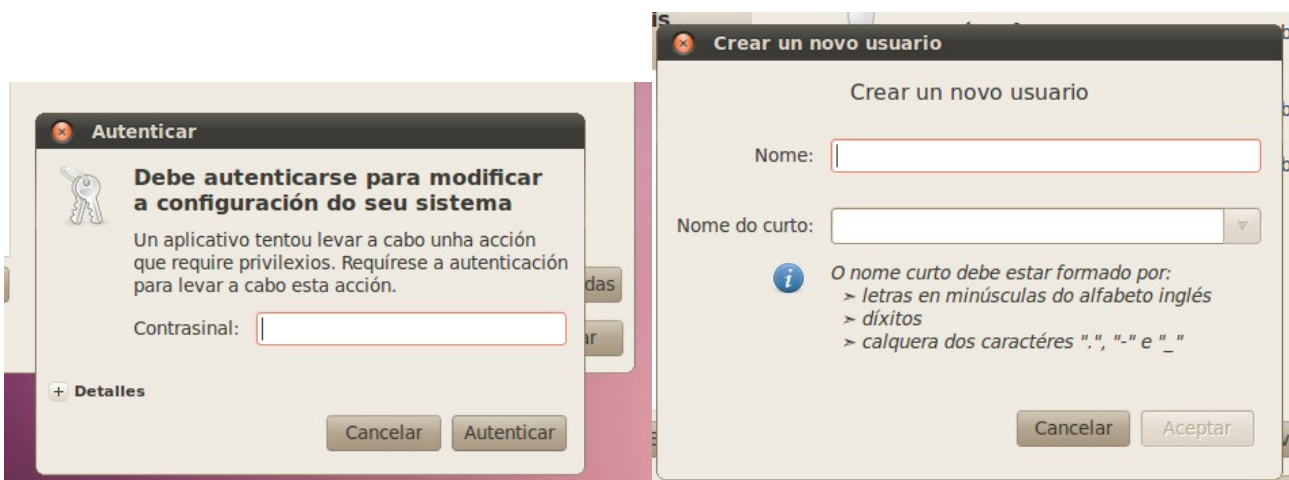 Autenticar
Debe autenticarse para modificar
a configuración do seu sistema
Un aplicativo tentou levar a cabo unha acción
que require privilexios. Requírese a autenticación
para levar a cabo esta acción.
Contrasinal:
+ Detalles
Cancelar Autenticar
das
ar
is
Crear un novo usuario
Crear un novo usuario
Nome:
Nome do curto:
i
O nome curto debe estar formado por:
➣ letras en minúsculas do alfabeto inglés
➣ díxitos
➣ calquera dos caractéres ".", "-" e "_"
Cancelar Aceptar